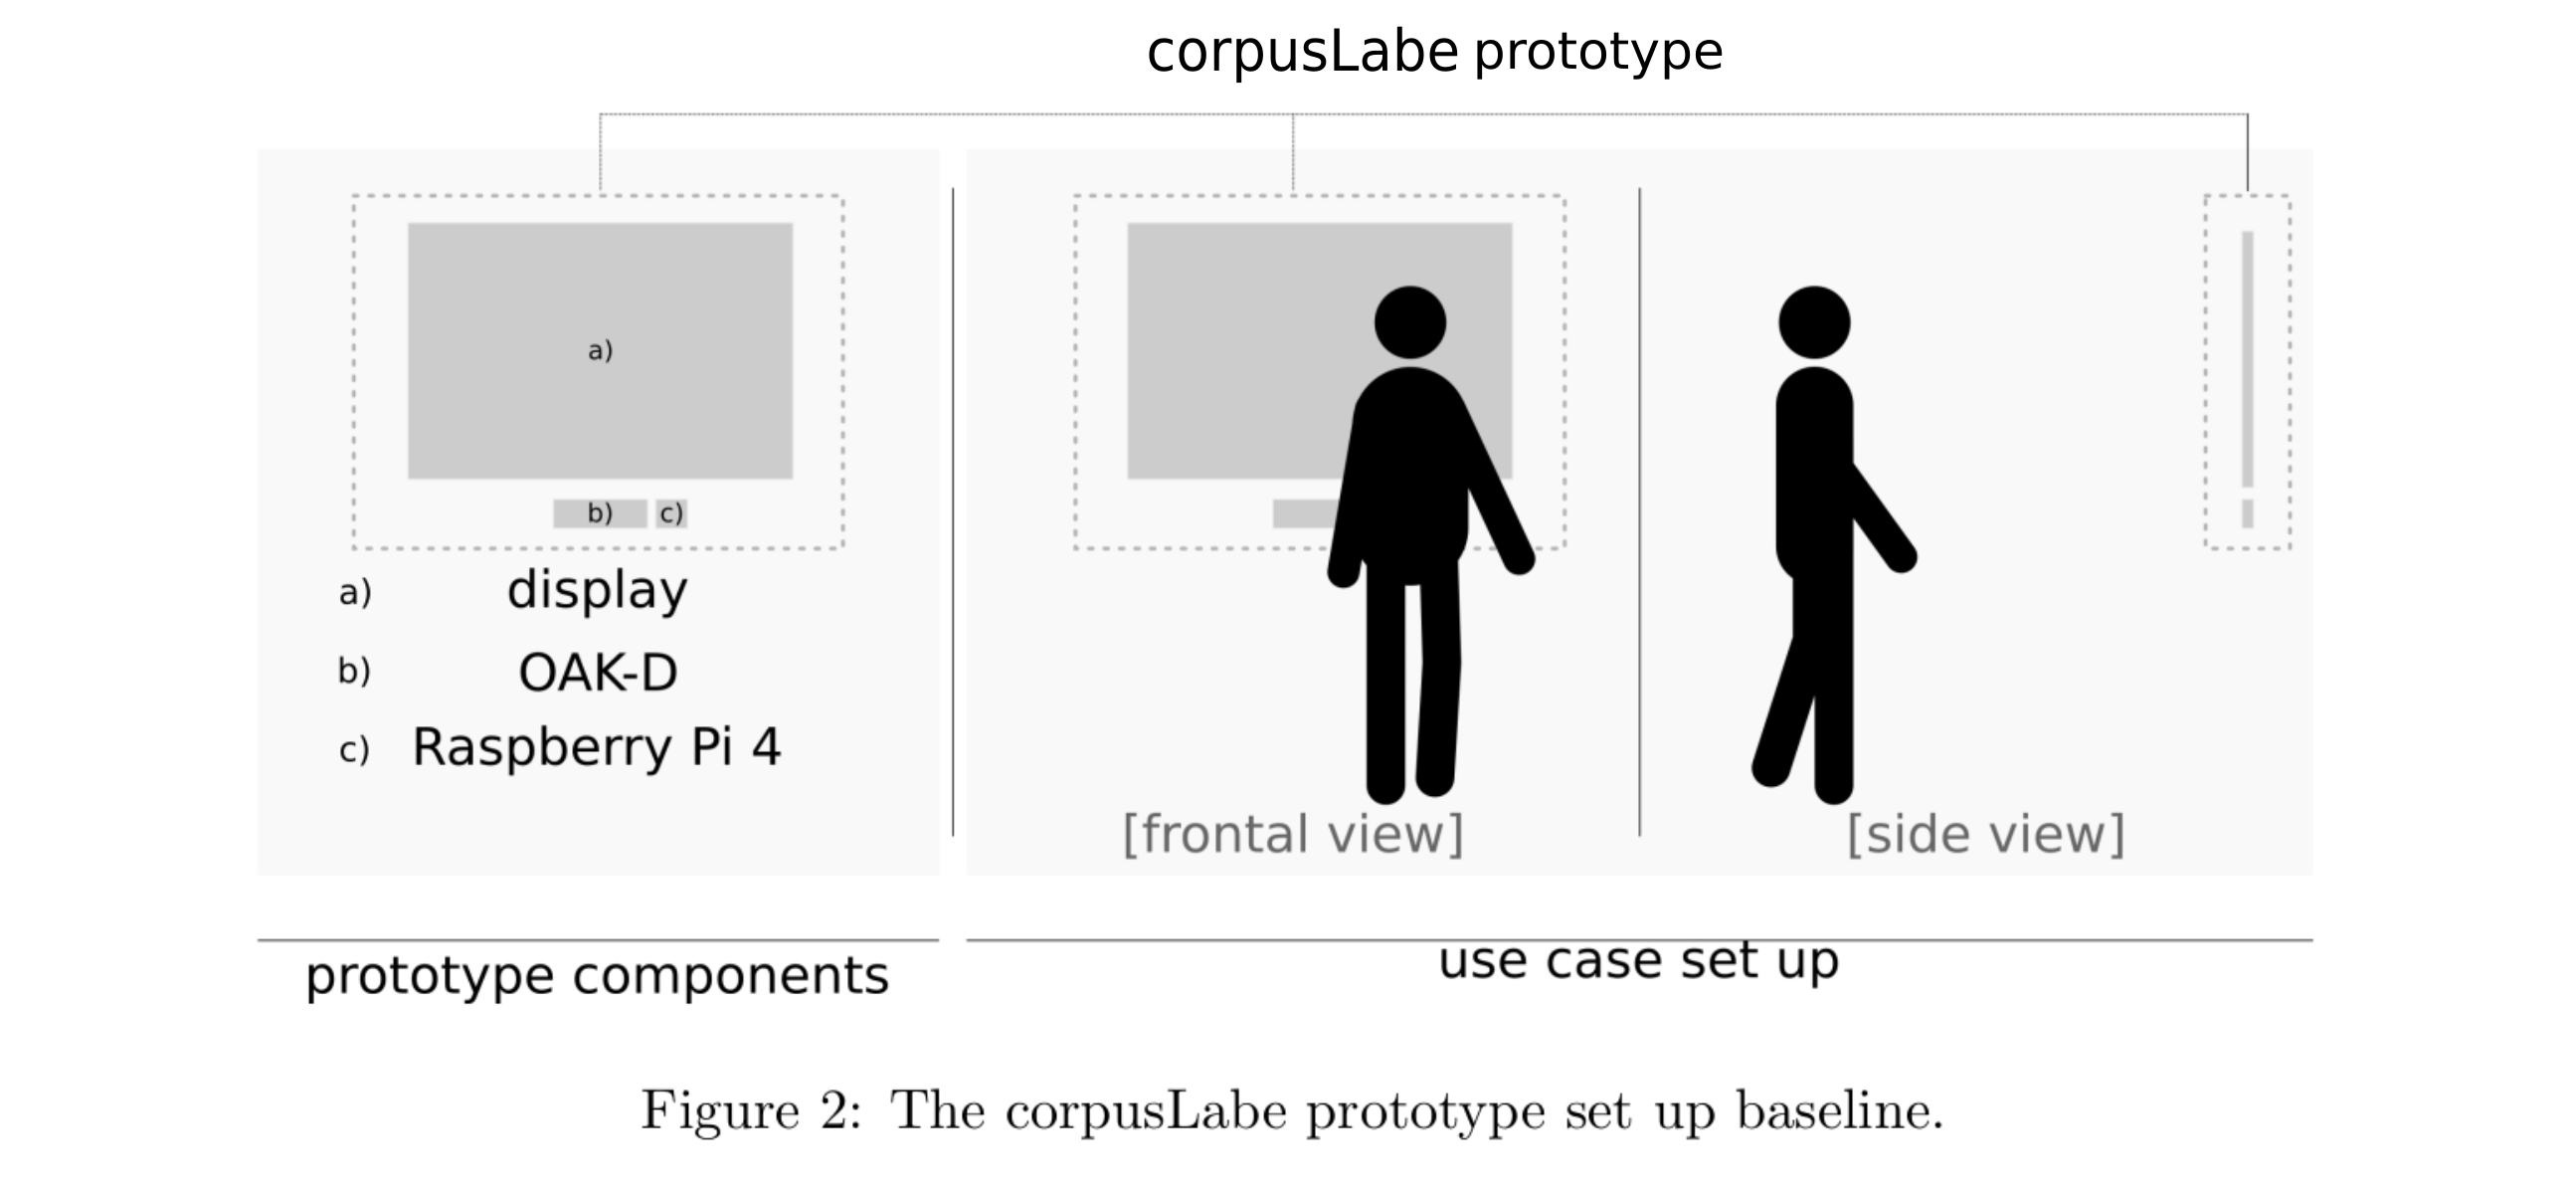 corpusLabe prototype
a)
b) c)
a) display
b) OAK-D
c) Raspberry Pi 4
[frontal view]
[side view]
prototype components
use case set up
Figure 2: The corpusLabe prototype set up baseline.